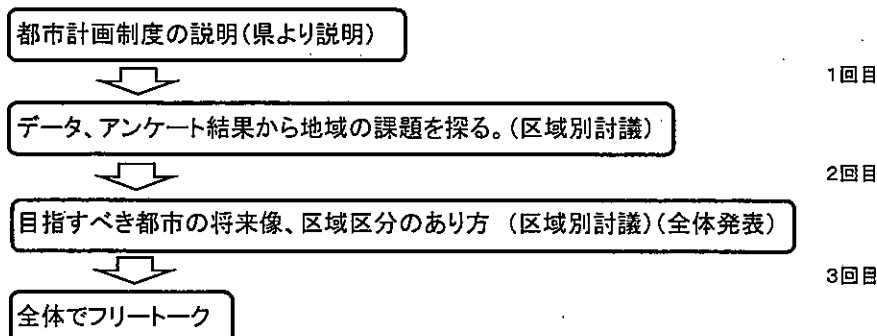 都市計画制度の説明(県より説明)
1回目
データ、アンケート結果から地域の課題を探る。(区域別討議)
2回目
目指すべき都市の将来像、区域区分のあり方 (区域別討議)(全体発表)
3回目
全体でフリートーク